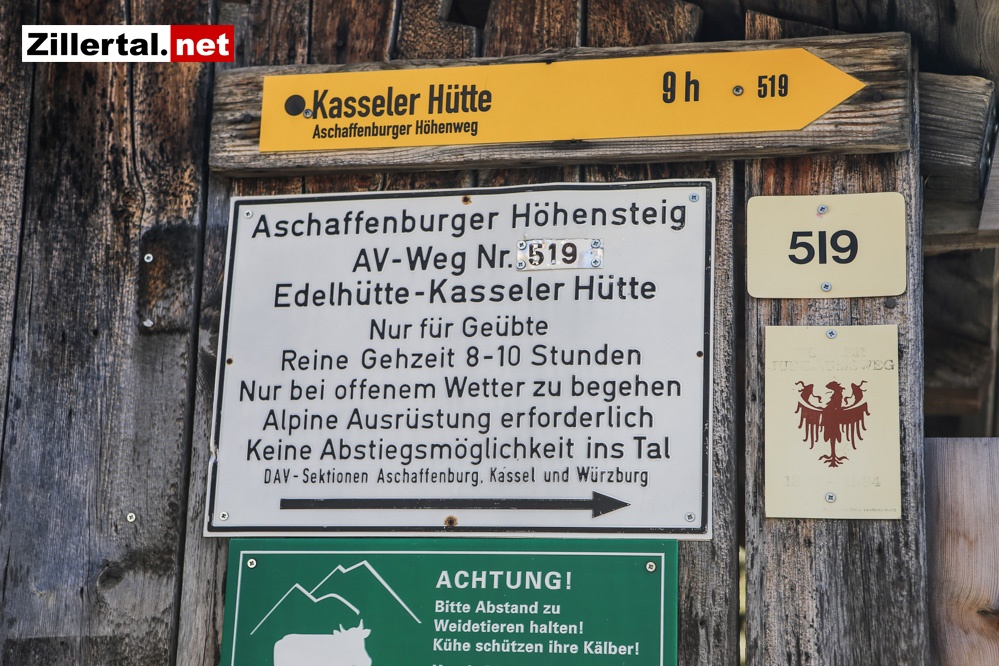 Zillertal.net
Kasseler Hütte 9 h 519
Aschaffenburger Höhenweg
Aschaffenburger Höhensteig
AV-Weg Nr. 519
Edelhütte-Kasseler Hütte
Nur für Geübte
Reine Gehzeit 8-10 Stunden
Nur bei offenem Wetter zu begehen
Alpine Ausrüstung erforderlich
Keine Abstiegsmöglichkeit ins Tal
DAV-Sektionen Aschaffenburg, Kassel und Würzburg
519
ACHTUNG!
Bitte Abstand zu
Weidetieren halten!
Kühe schützen ihre Kälber!